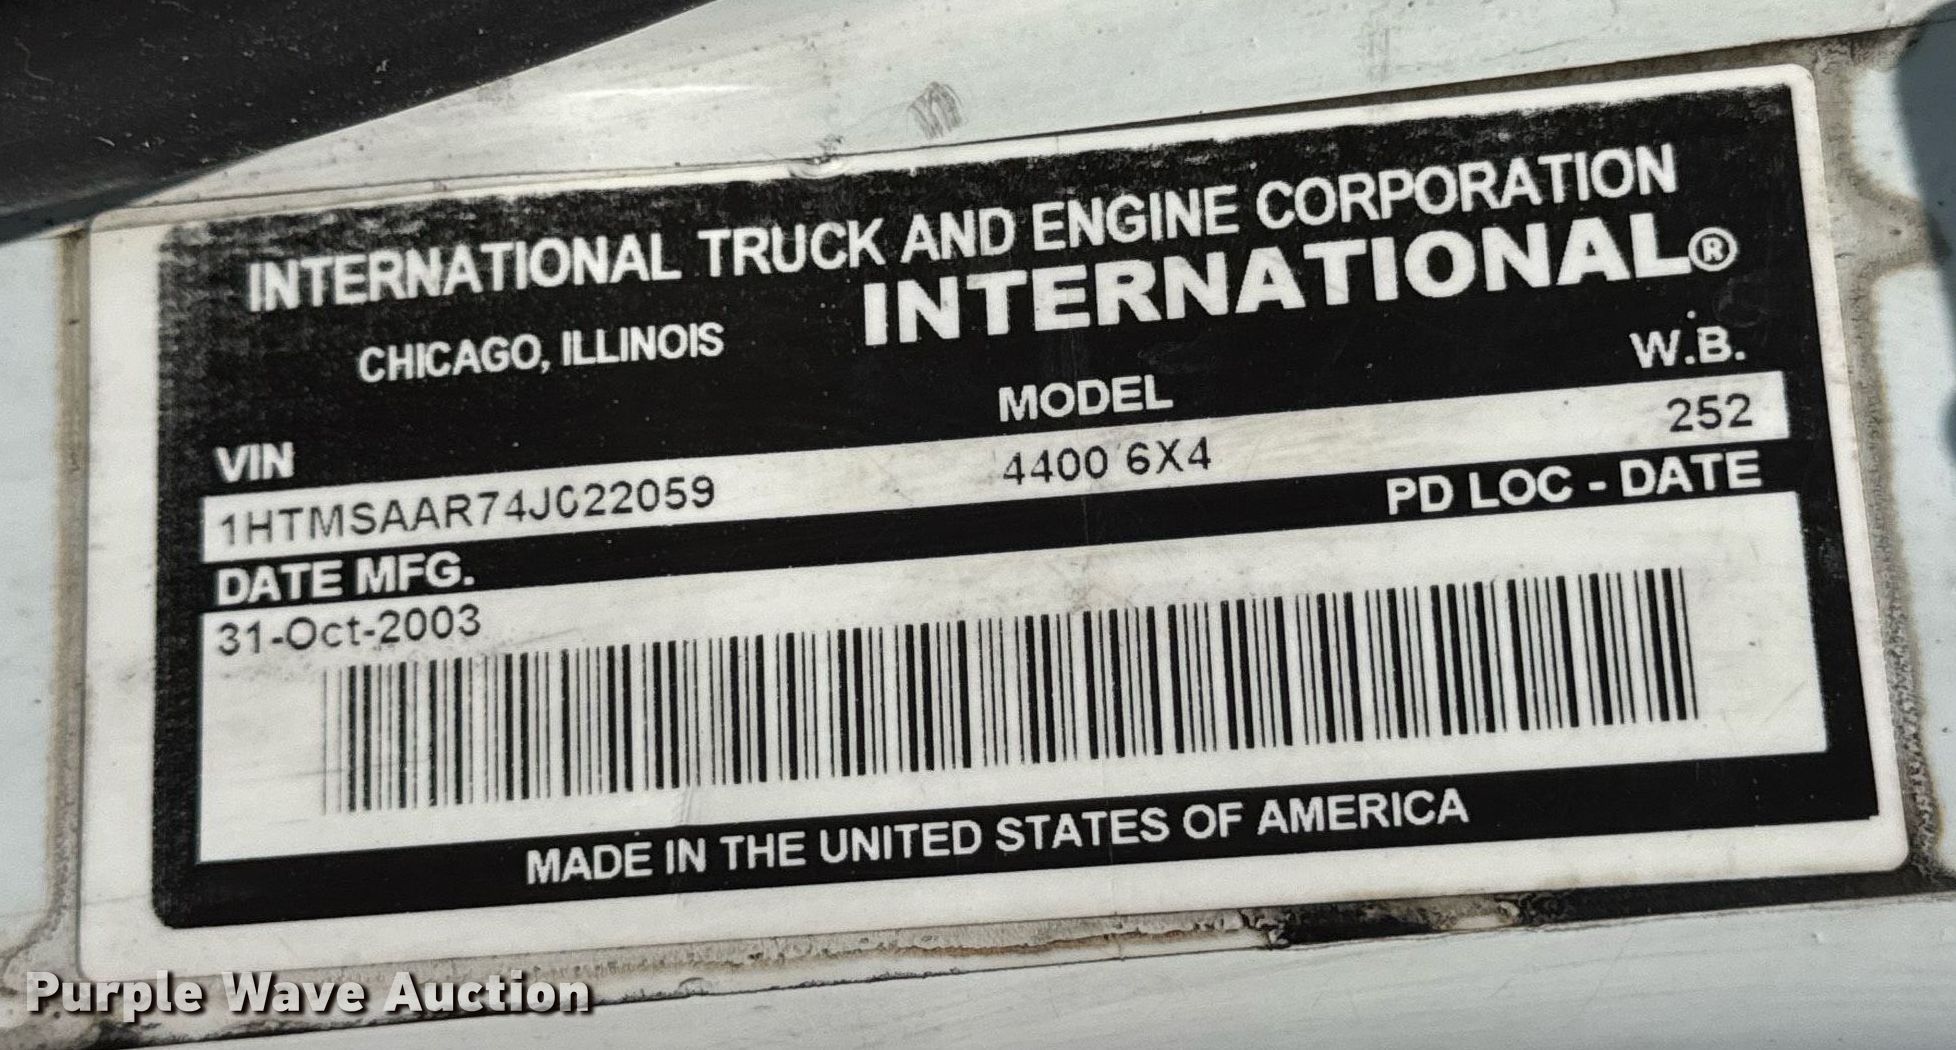 INTERNATIONAL TRUCK AND ENGINE CORPORATION
CHICAGO, ILLINOIS INTERNATIONAL®
VIN MODEL W.B.
1HTMSAAR74J022059 4400 6X4 252
DATE MFG. PD LOC - DATE
31-Oct-2003
MADE IN THE UNITED STATES OF AMERICA
Purple Wave Auction